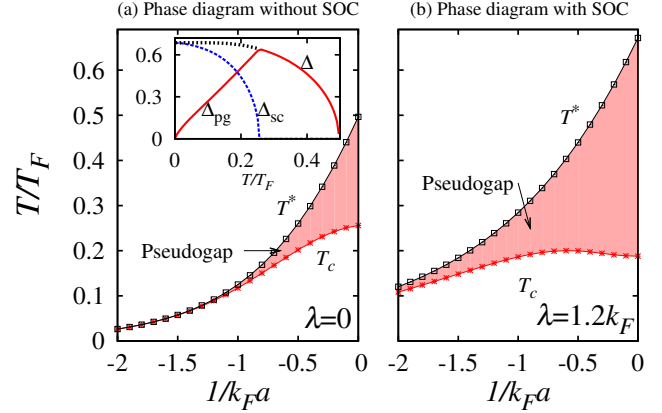 (a) Phase diagram without SOC
(b) Phase diagram with SOC
T/T_F
0.6
0.5
0.4
0.3
0.2
0.1
0
0.6
0.3
0
Δ
Δ_pg
Δ_sc
0
0.2
0.4
T/T_F
T*
Pseudogap
T_c
λ=0
-2
-1.5
-1
-0.5
0
1/k_F a
T*
Pseudogap
T_c
λ=1.2k_F
-2
-1.5
-1
-0.5
0
1/k_F a